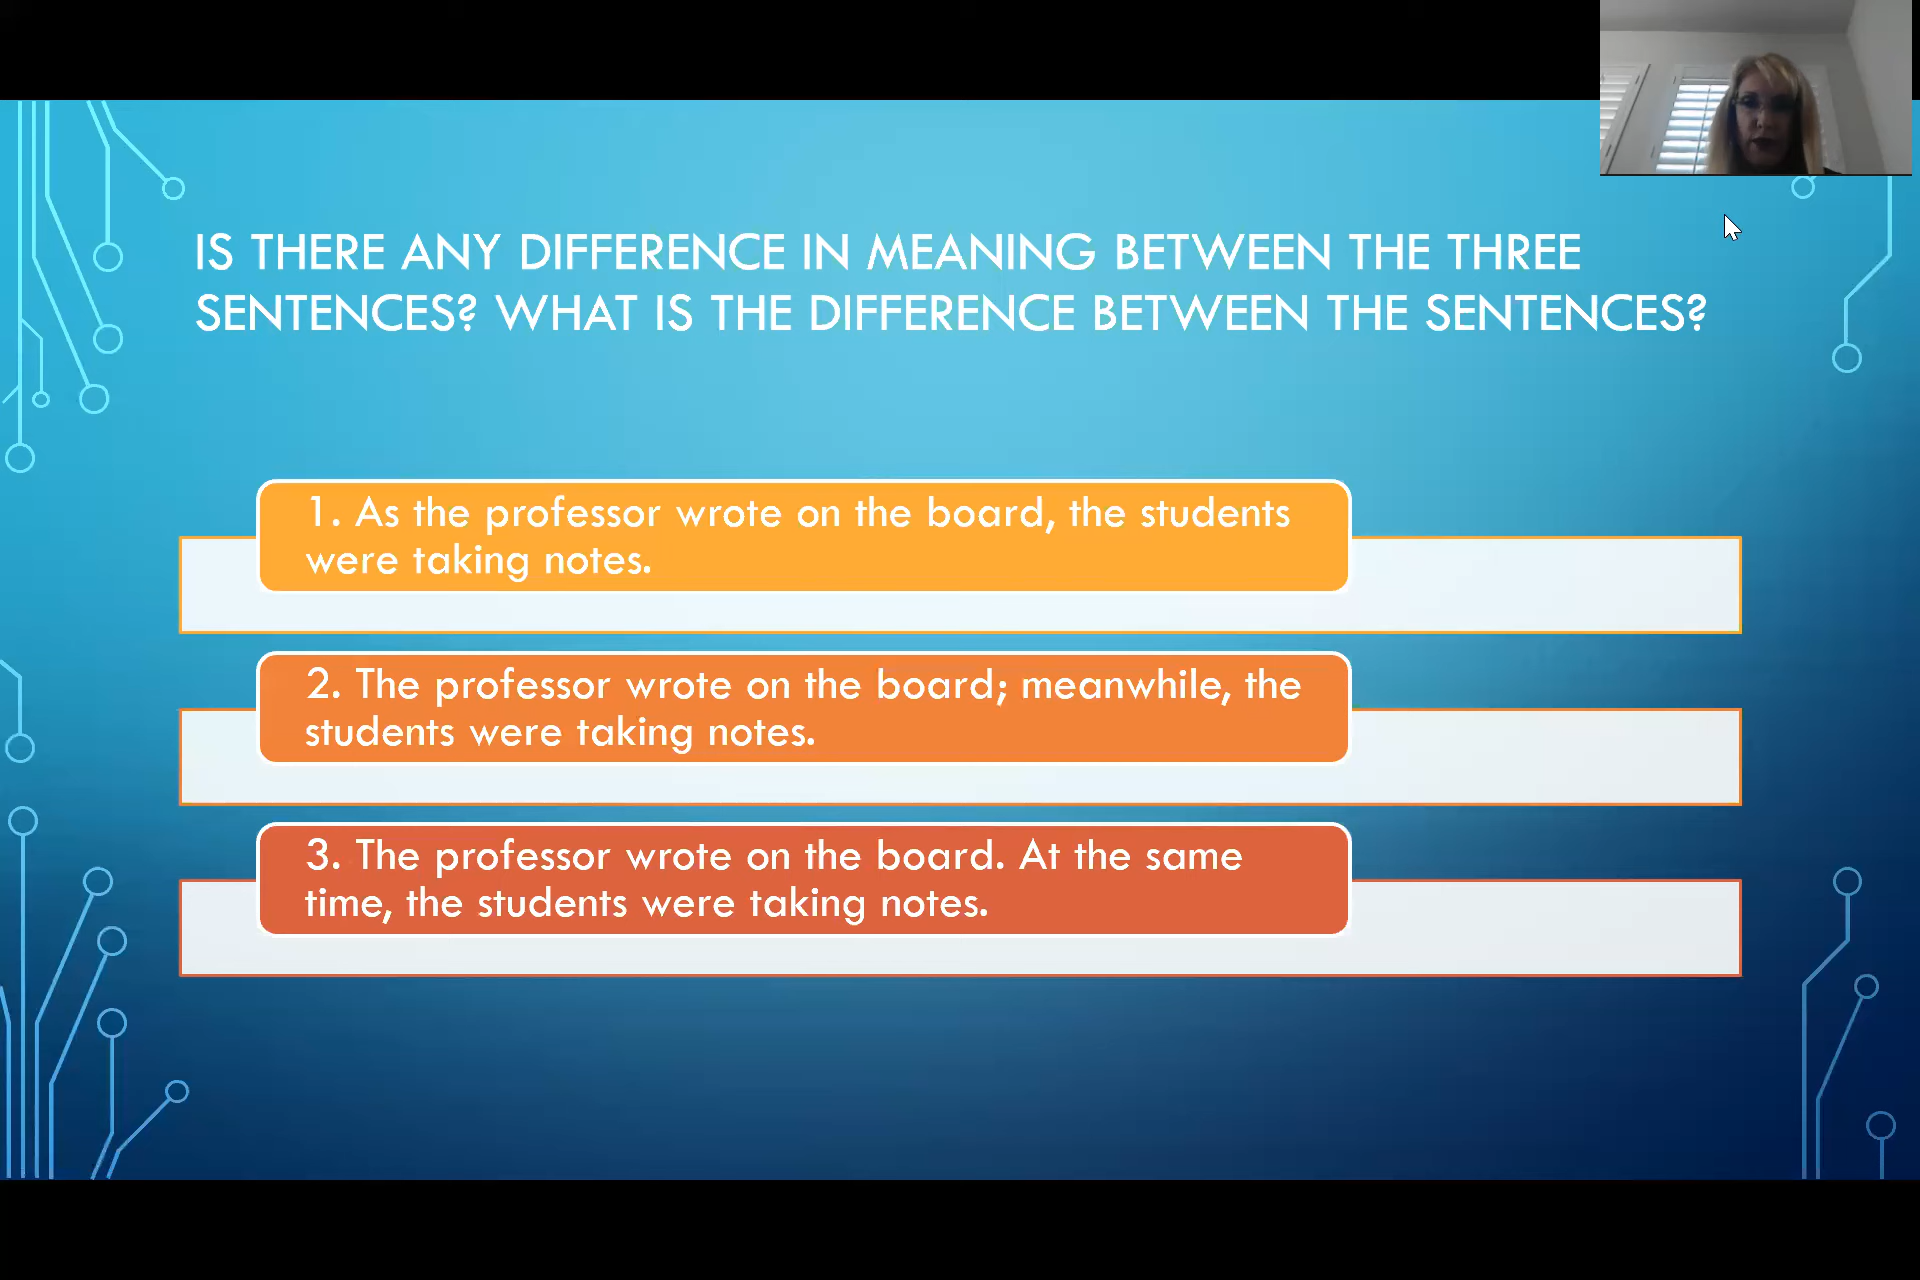 IS THERE ANY DIFFERENCE IN MEANING BETWEEN THE THREE
SENTENCES? WHAT IS THE DIFFERENCE BETWEEN THE SENTENCES?
1. As the professor wrote on the board, the students
were taking notes.
2. The professor wrote on the board; meanwhile, the
students were taking notes.
3. The professor wrote on the board. At the same
time, the students were taking notes.